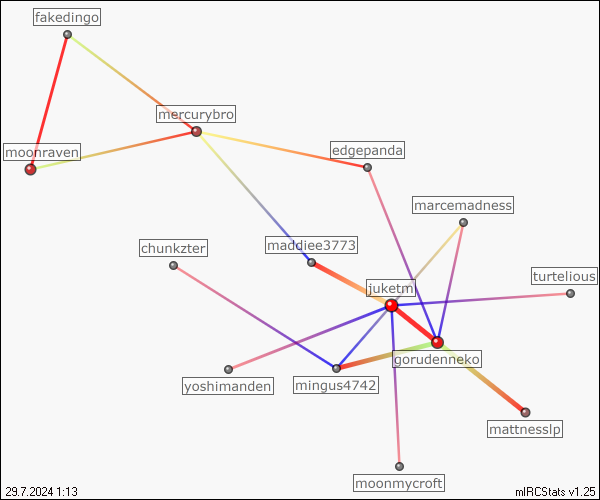 fakedingo
mercurybro
moonraven
edgepanda
marcemadness
chunkzter
maddiee3773
turtelious
juketm
gorudenneko
yoshimanden
mingus4742
mattnesslp
moonmycroft
29.7.2024 1:13
mIRCStats v1.25